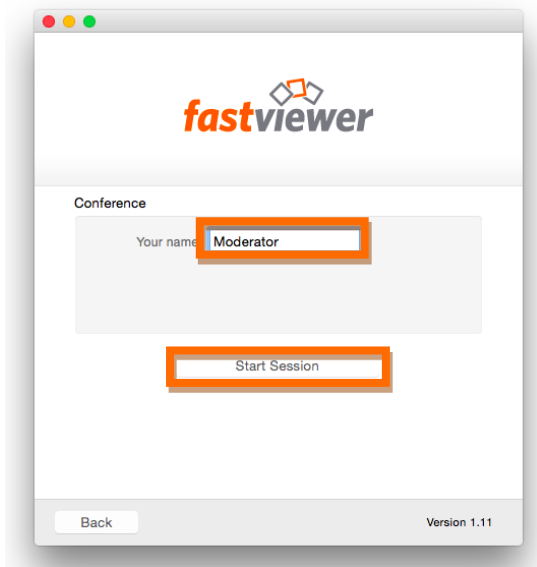 fastviewer
Conference
Your name
Moderator
Start Session
Back
Version 1.11